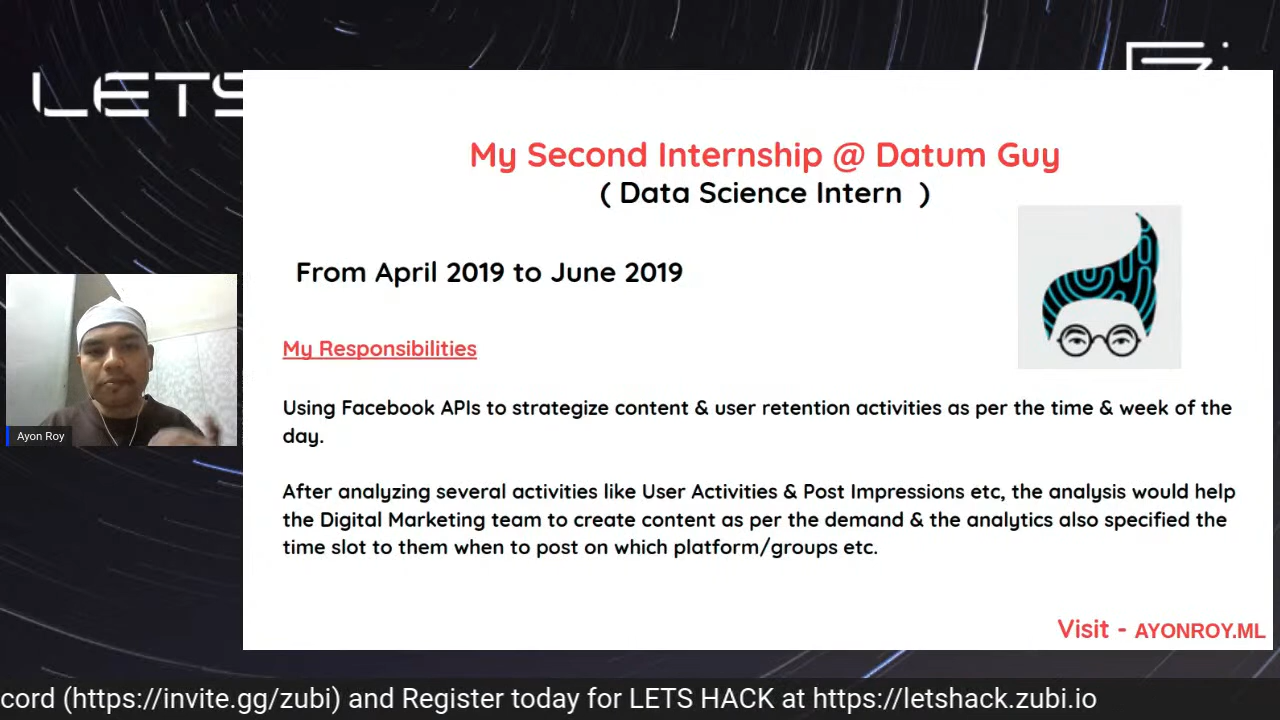 LETS
My Second Internship @ Datum Guy
( Data Science Intern )
From April 2019 to June 2019
My Responsibilities
Using Facebook APIs to strategize content & user retention activities as per the time & week of the
day.
After analyzing several activities like User Activities & Post Impressions etc, the analysis would help
the Digital Marketing team to create content as per the demand & the analytics also specified the
time slot to them when to post on which platform/groups etc.
Ayon Roy
Visit - AYONROY.ML
cord (https://invite.gg/zubi) and Register today for LETS HACK at https://letshack.zubi.io